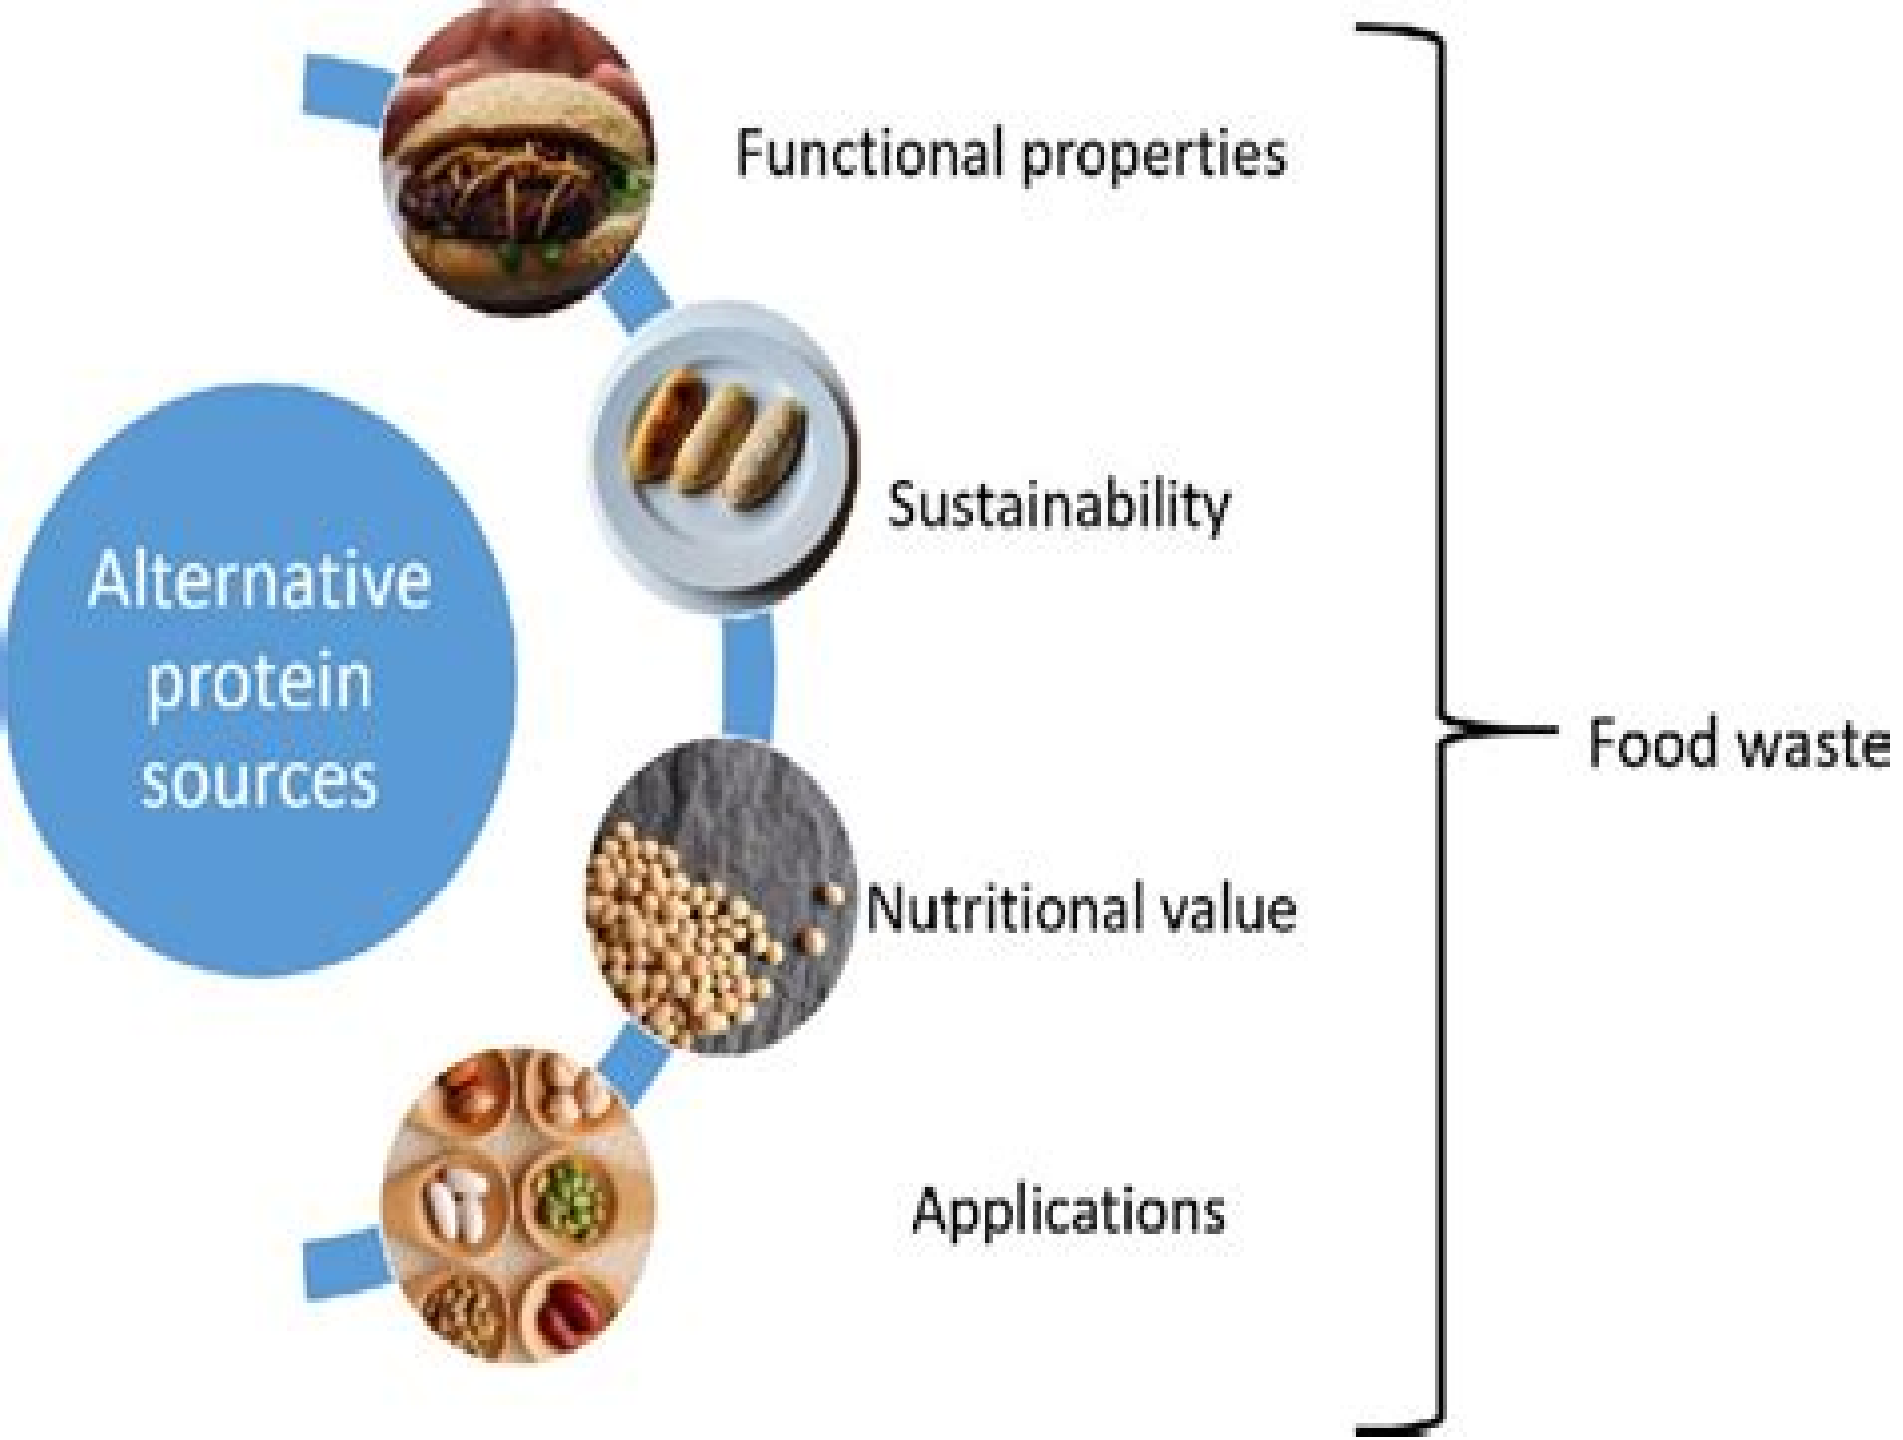 Functional properties
Sustainability
Alternative
protein
sources
Food waste
Nutritional value
Applications